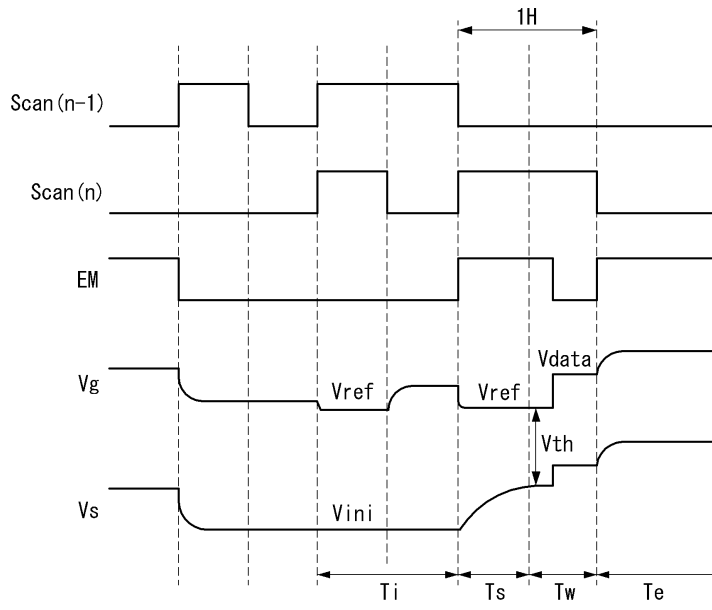 1H
Scan(n-1)
Scan(n)
EM
Vg
Vref
Vref
Vdata
Vth
Vs
Vini
Ti
Ts
Tw
Te